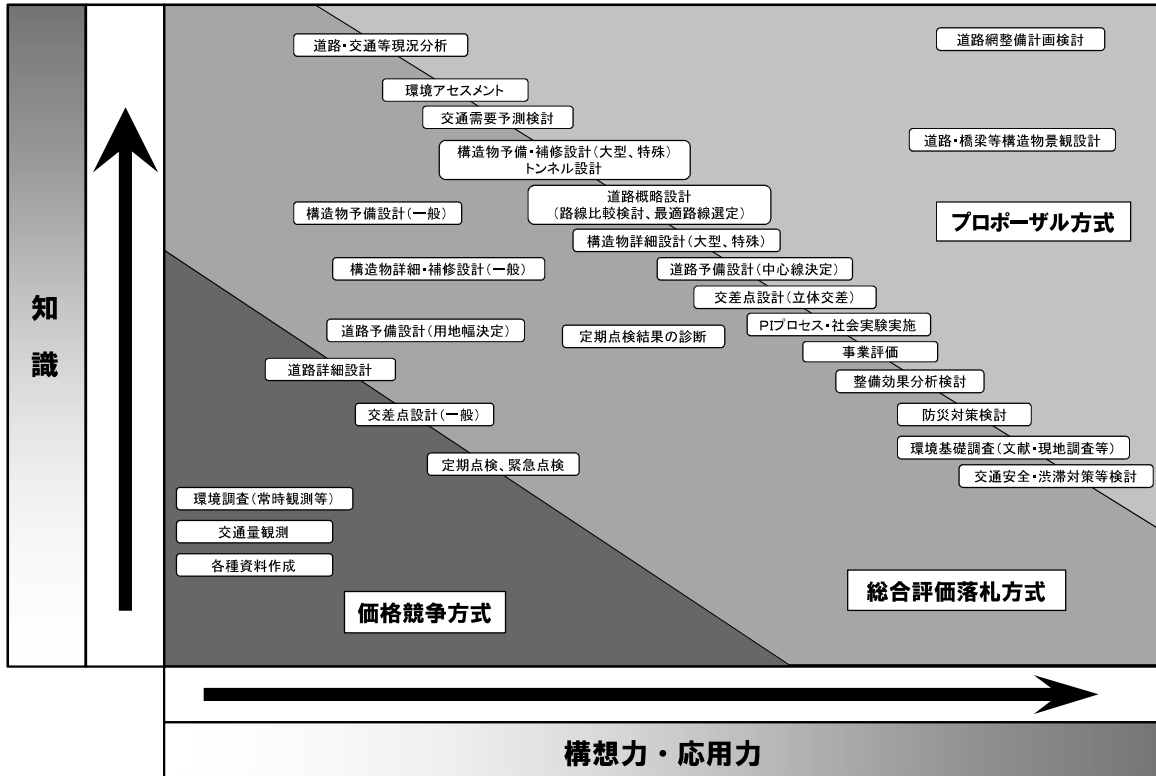 道路・交通等現況分析
道路網整備計画検討
環境アセスメント
交通需要予測検討
道路・橋梁等構造物景観設計
構造物予備・補修設計(大型、特殊)
トンネル設計
道路概略設計
(路線比較検討、最適路線選定)
構造物予備設計(一般)
プロポーザル方式
構造物詳細設計(大型、特殊)
構造物詳細・補修設計(一般)
道路予備設計(中心線決定)
交差点設計(立体交差)
知識
道路予備設計(用地幅決定)
定期点検結果の診断
PIプロセス・社会実験実施
事業評価
道路詳細設計
整備効果分析検討
交差点設計(一般)
防災対策検討
環境基礎調査(文献・現地調査等)
定期点検、緊急点検
交通安全・渋滞対策等検討
環境調査(常時観測等)
交通量観測
各種資料作成
総合評価落札方式
価格競争方式
構想力・応用力